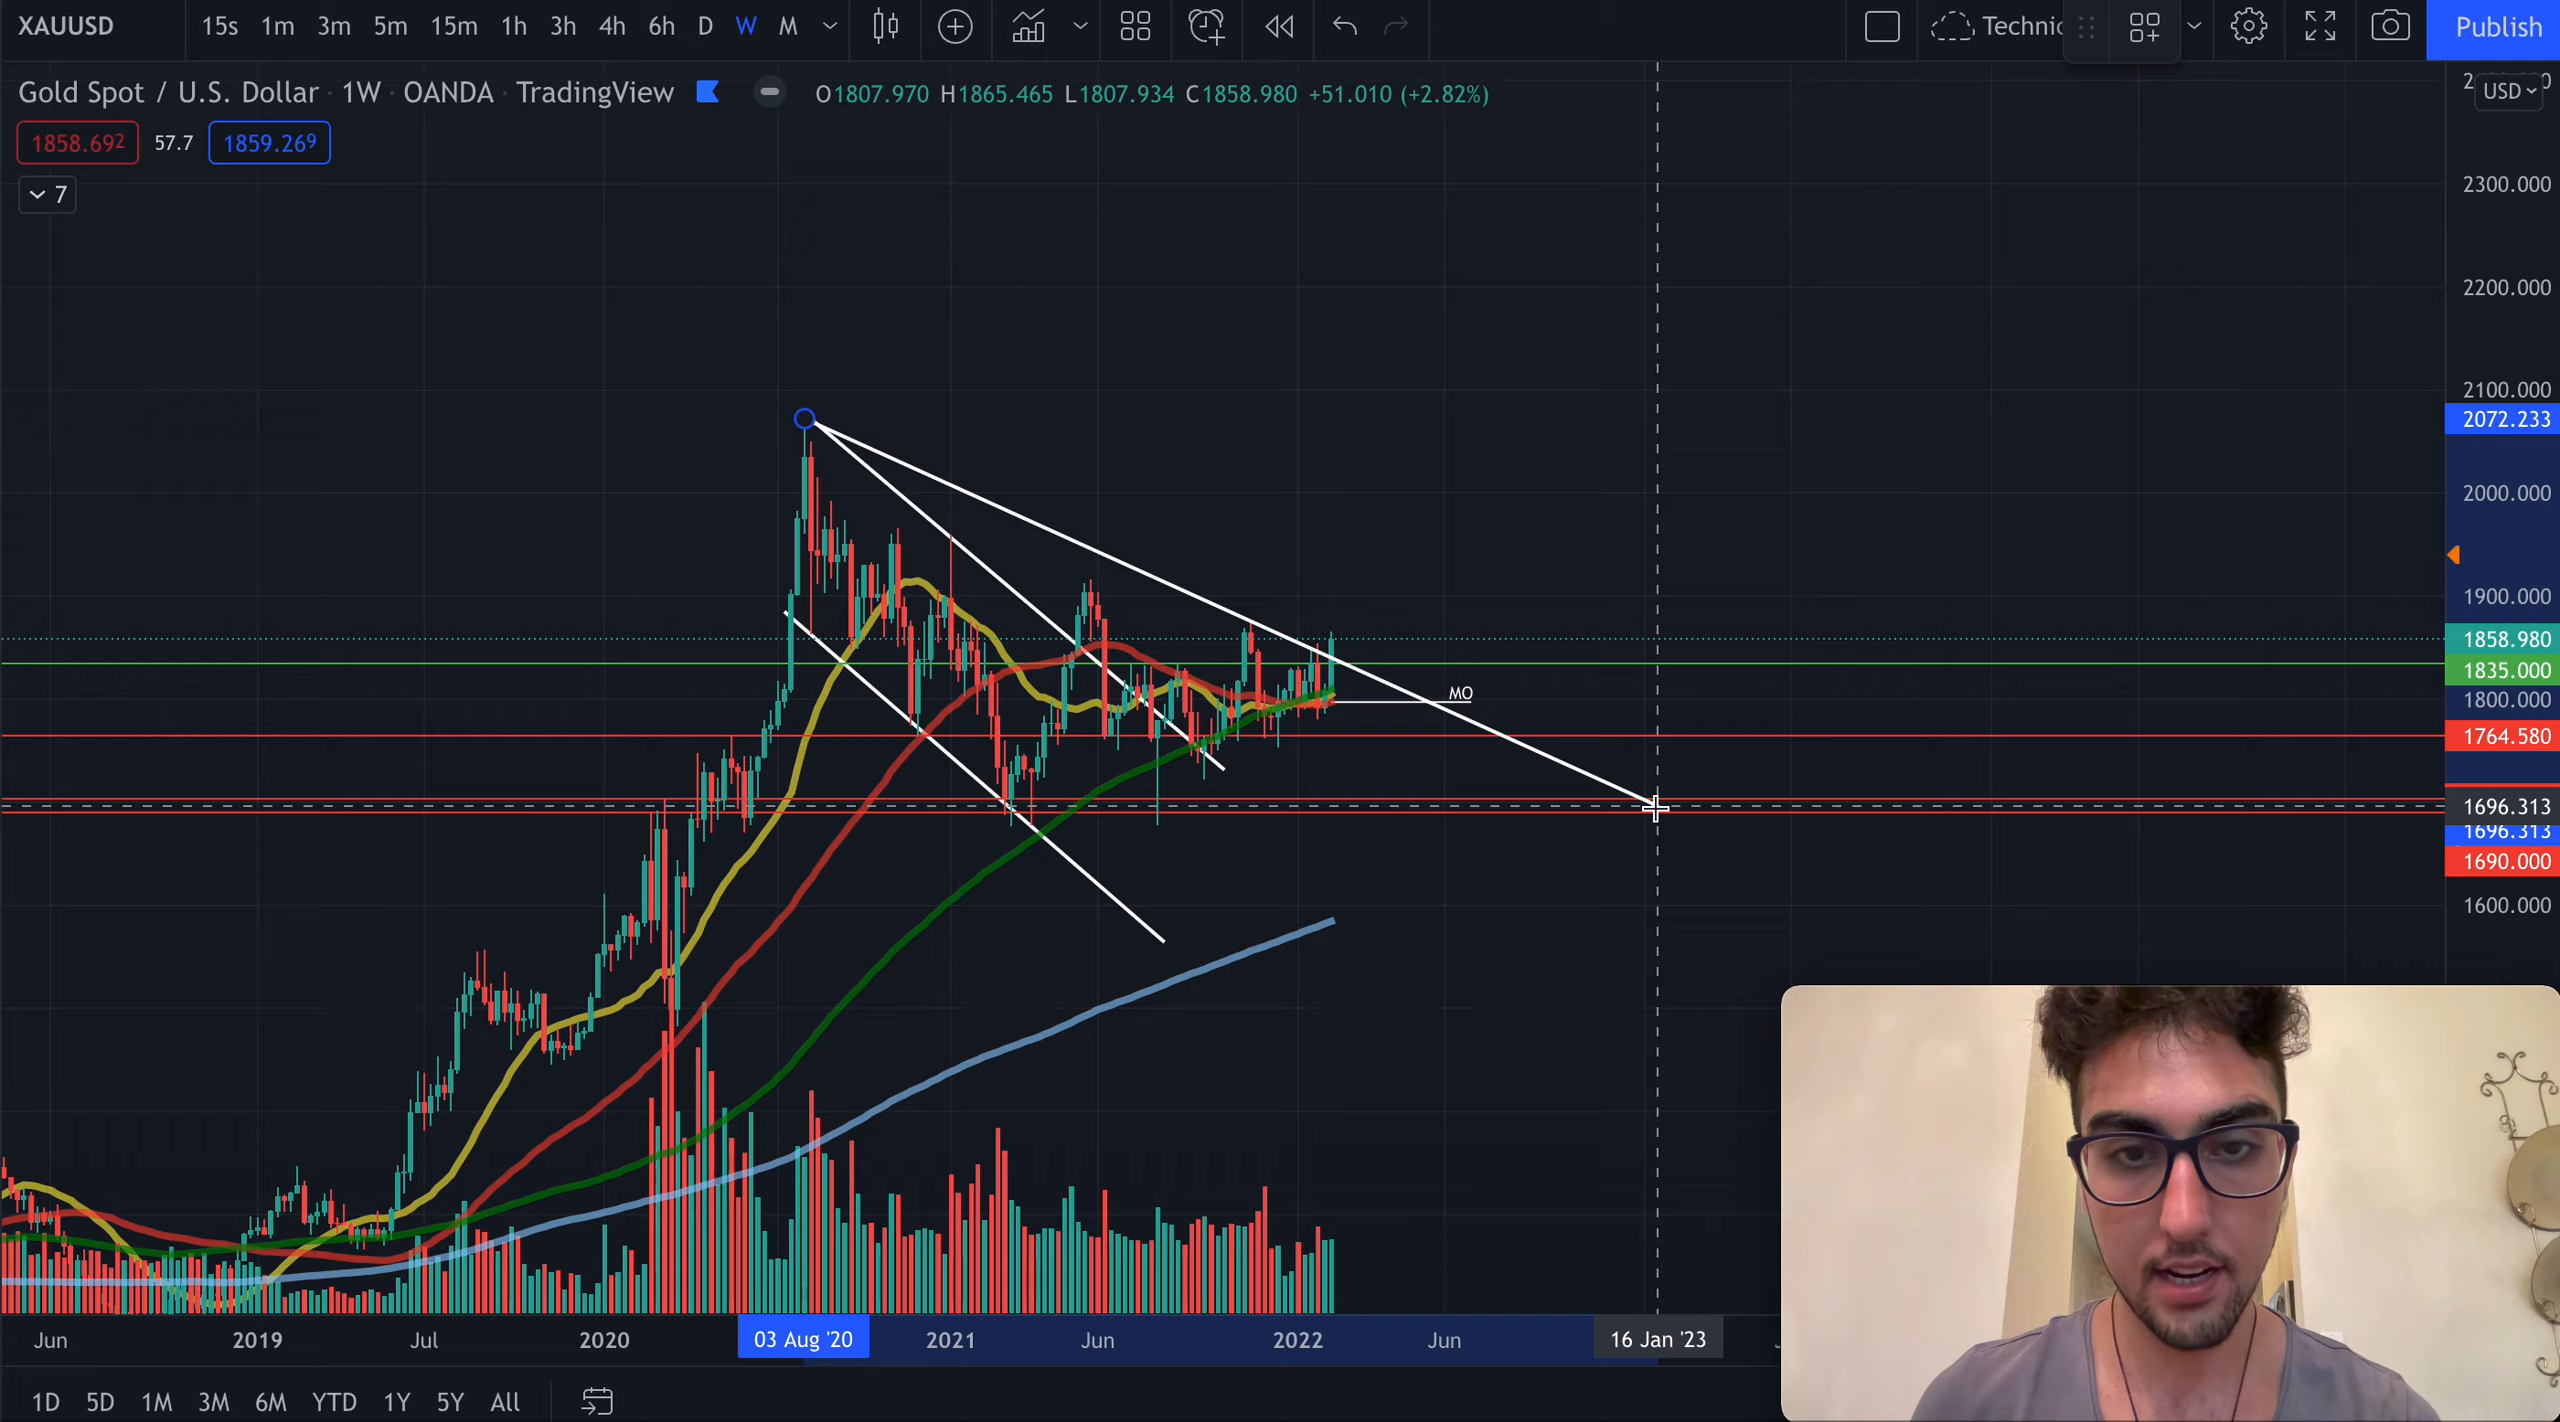 XAUUSD 15s 1m 3m 5m 15m 1h 3h 4h 6h D W M Technic Publish
Gold Spot / U.S. Dollar · 1W · OANDA · TradingView O1807.970 H1865.465 L1807.934 C1858.980 +51.010 (+2.82%)
USD
1858.692 57.7 1859.269
7
2300.000
2200.000
2100.000
2072.233
2000.000
1900.000
1858.980
1835.000
MO
1800.000
1764.580
1696.313
1696.313
1690.000
1600.000
Jun 2019 Jul 2020 03 Aug '20 2021 Jun 2022 Jun 16 Jan '23
1D 5D 1M 3M 6M YTD 1Y 5Y All